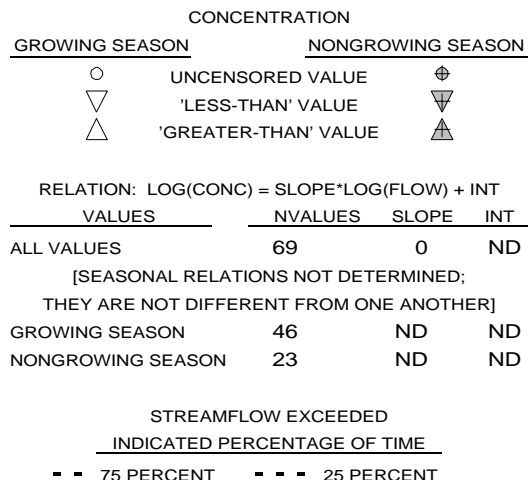 CONCENTRATION
GROWING SEASON NONGROWING SEASON
UNCENSORED VALUE
'LESS-THAN' VALUE
'GREATER-THAN' VALUE
RELATION: LOG(CONC) = SLOPE*LOG(FLOW) + INT
VALUES NVALUES SLOPE INT
ALL VALUES 69 0 ND
[SEASONAL RELATIONS NOT DETERMINED;
THEY ARE NOT DIFFERENT FROM ONE ANOTHER]
GROWING SEASON 46 ND ND
NONGROWING SEASON 23 ND ND
STREAMFLOW EXCEEDED
INDICATED PERCENTAGE OF TIME
75 PERCENT 25 PERCENT